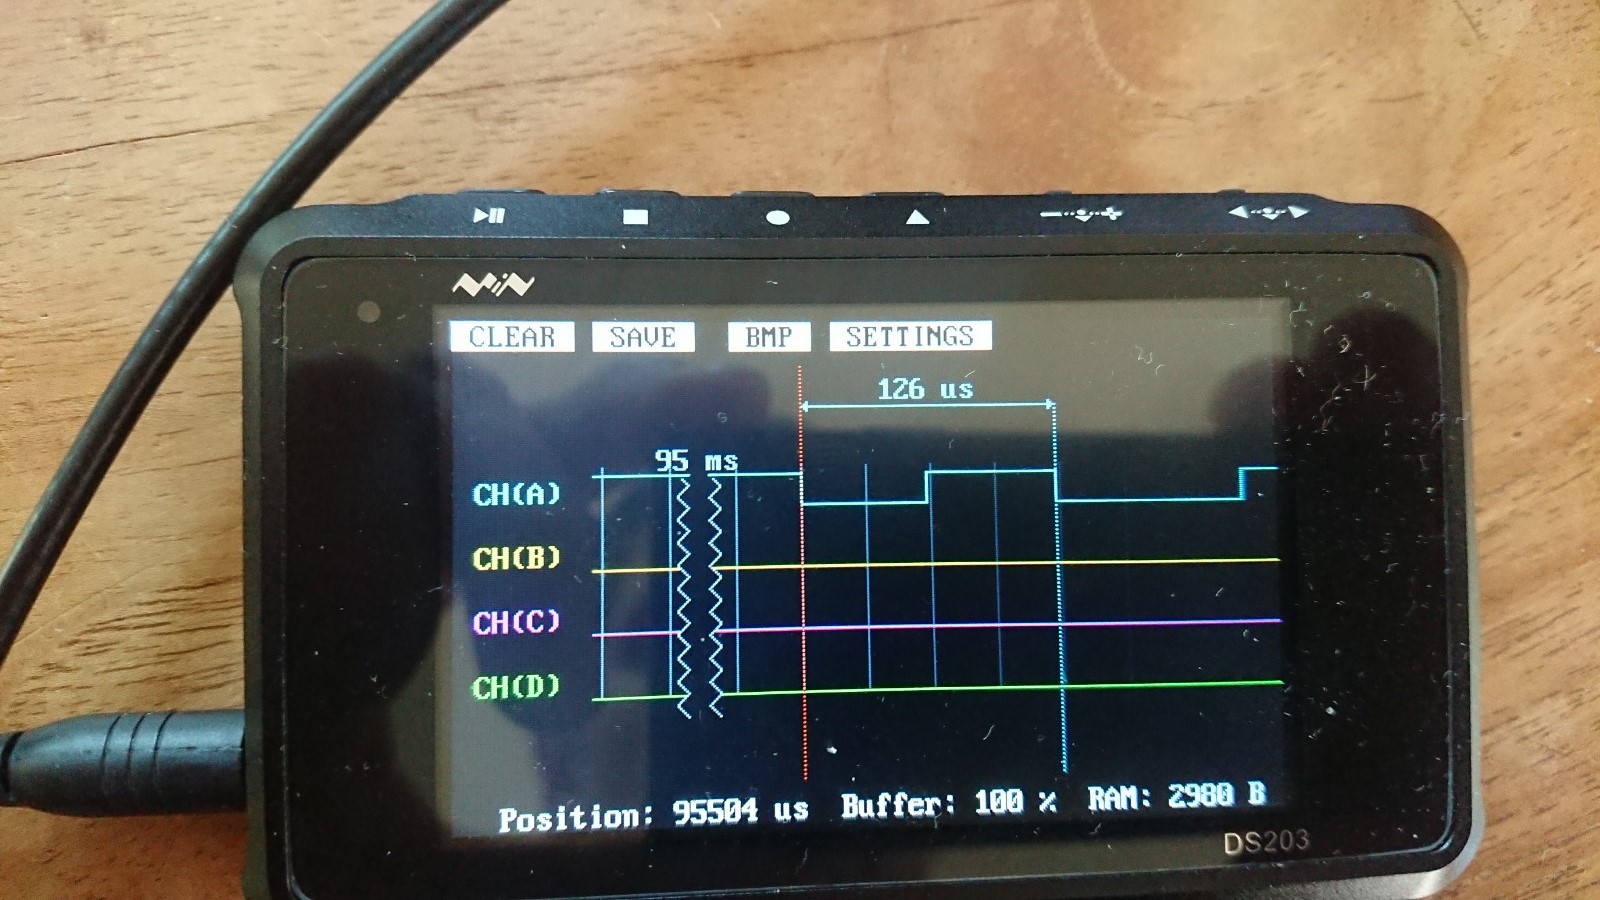 MiNi
CLEAR SAVE BMP SETTINGS
126 us
95 ms
CH(A)
CH(B)
CH(C)
CH(D)
Position: 95504 us Buffer: 100 % RAM: 2980 B
DS203